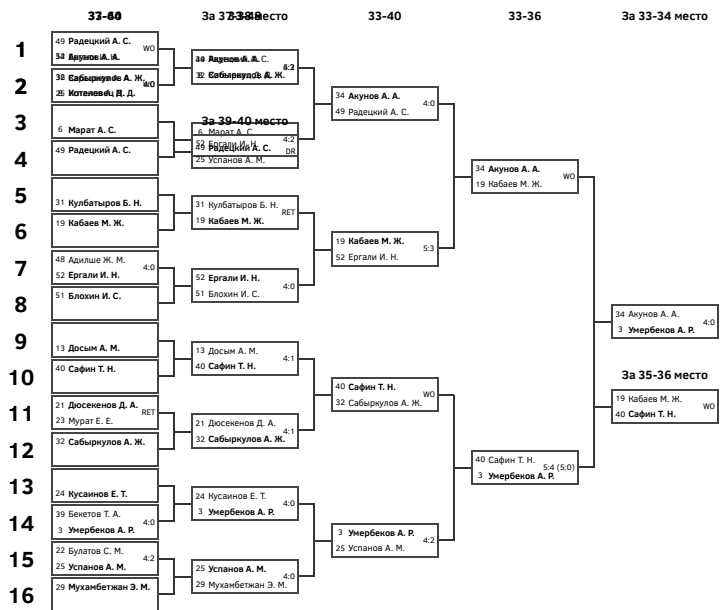 33-40
33-36
За 33-34 место
1
49 Радецкий А. С.
WO
2
3
6 Марат А. С.
4
49 Радецкий А. С.
5
31 Кулбатыров Б. Н.
6
19 Кабаев М. Ж.
7
48 Адилше Ж. М.
52 Ергали И. Н.
4:0
8
51 Блохин И. С.
9
13 Досым А. М.
10
40 Сафин Т. Н.
11
21 Дюсекенов Д. А.
23 Мурат Е. Е.
RET
12
32 Сабыркулов А. Ж.
13
24 Кусаинов Е. Т.
14
39 Бекетов Т. А.
3 Умербеков А. Р.
4:0
15
22 Булатов С. М.
25 Успанов А. М.
4:2
16
29 Мухамбетжан Э. М.
За 39-40 место
6 Марат А. С.
4:2
49 Радецкий А. С.
DR
25 Успанов А. М.
31 Кулбатыров Б. Н.
19 Кабаев М. Ж.
RET
52 Ергали И. Н.
51 Блохин И. С.
4:0
13 Досым А. М.
40 Сафин Т. Н.
4:1
21 Дюсекенов Д. А.
32 Сабыркулов А. Ж.
4:1
24 Кусаинов Е. Т.
3 Умербеков А. Р.
4:0
25 Успанов А. М.
29 Мухамбетжан Э. М.
4:0
34 Акунов А. А.
49 Радецкий А. С.
4:0
19 Кабаев М. Ж.
52 Ергали И. Н.
5:3
40 Сафин Т. Н.
32 Сабыркулов А. Ж.
WO
3 Умербеков А. Р.
25 Успанов А. М.
4:2
34 Акунов А. А.
19 Кабаев М. Ж.
WO
40 Сафин Т. Н.
3 Умербеков А. Р.
5:4 (5:0)
34 Акунов А. А.
3 Умербеков А. Р.
4:0
За 35-36 место
19 Кабаев М. Ж.
40 Сафин Т. Н.
WO